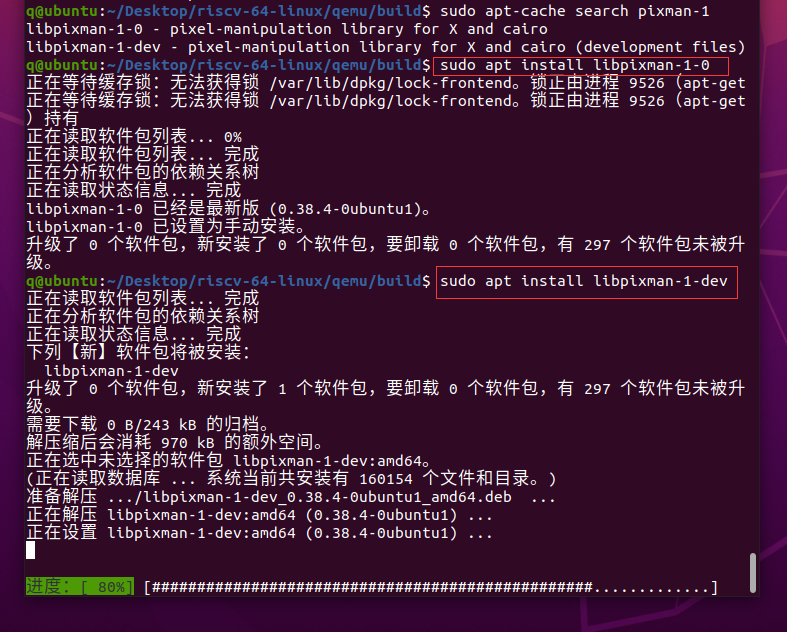 q@ubuntu:~/Desktop/riscv-64-linux/qemu/build$ sudo apt-cache search pixman-1
libpixman-1-0 - pixel-manipulation library for X and cairo
libpixman-1-dev - pixel-manipulation library for X and cairo (development files)
q@ubuntu:~/Desktop/riscv-64-linux/qemu/build$ sudo apt install libpixman-1-0
正在等待缓存锁：无法获得锁 /var/lib/dpkg/lock-frontend。锁正由进程 9526（apt-get
正在等待缓存锁：无法获得锁 /var/lib/dpkg/lock-frontend。锁正由进程 9526（apt-get
）持有
正在读取软件包列表... 0%
正在读取软件包列表... 完成
正在分析软件包的依赖关系树
正在读取状态信息... 完成
libpixman-1-0 已经是最新版 (0.38.4-0ubuntu1)。
libpixman-1-0 已设置为手动安装。
升级了 0 个软件包，新安装了 0 个软件包，要卸载 0 个软件包，有 297 个软件包未被升
级。
q@ubuntu:~/Desktop/riscv-64-linux/qemu/build$ sudo apt install libpixman-1-dev
正在读取软件包列表... 完成
正在分析软件包的依赖关系树
正在读取状态信息... 完成
下列【新】软件包将被安装：
libpixman-1-dev
升级了 0 个软件包，新安装了 1 个软件包，要卸载 0 个软件包，有 297 个软件包未被升
级。
需要下载 0 B/243 kB 的归档。
解压缩后会消耗 970 kB 的额外空间。
正在选中未选择的软件包 libpixman-1-dev:amd64。
(正在读取数据库 ... 系统当前共安装有 160154 个文件和目录。)
准备解压 .../libpixman-1-dev_0.38.4-0ubuntu1_amd64.deb ...
正在解压 libpixman-1-dev:amd64 (0.38.4-0ubuntu1) ...
正在设置 libpixman-1-dev:amd64 (0.38.4-0ubuntu1) ...
进度：[ 80%] [#################################################.............]